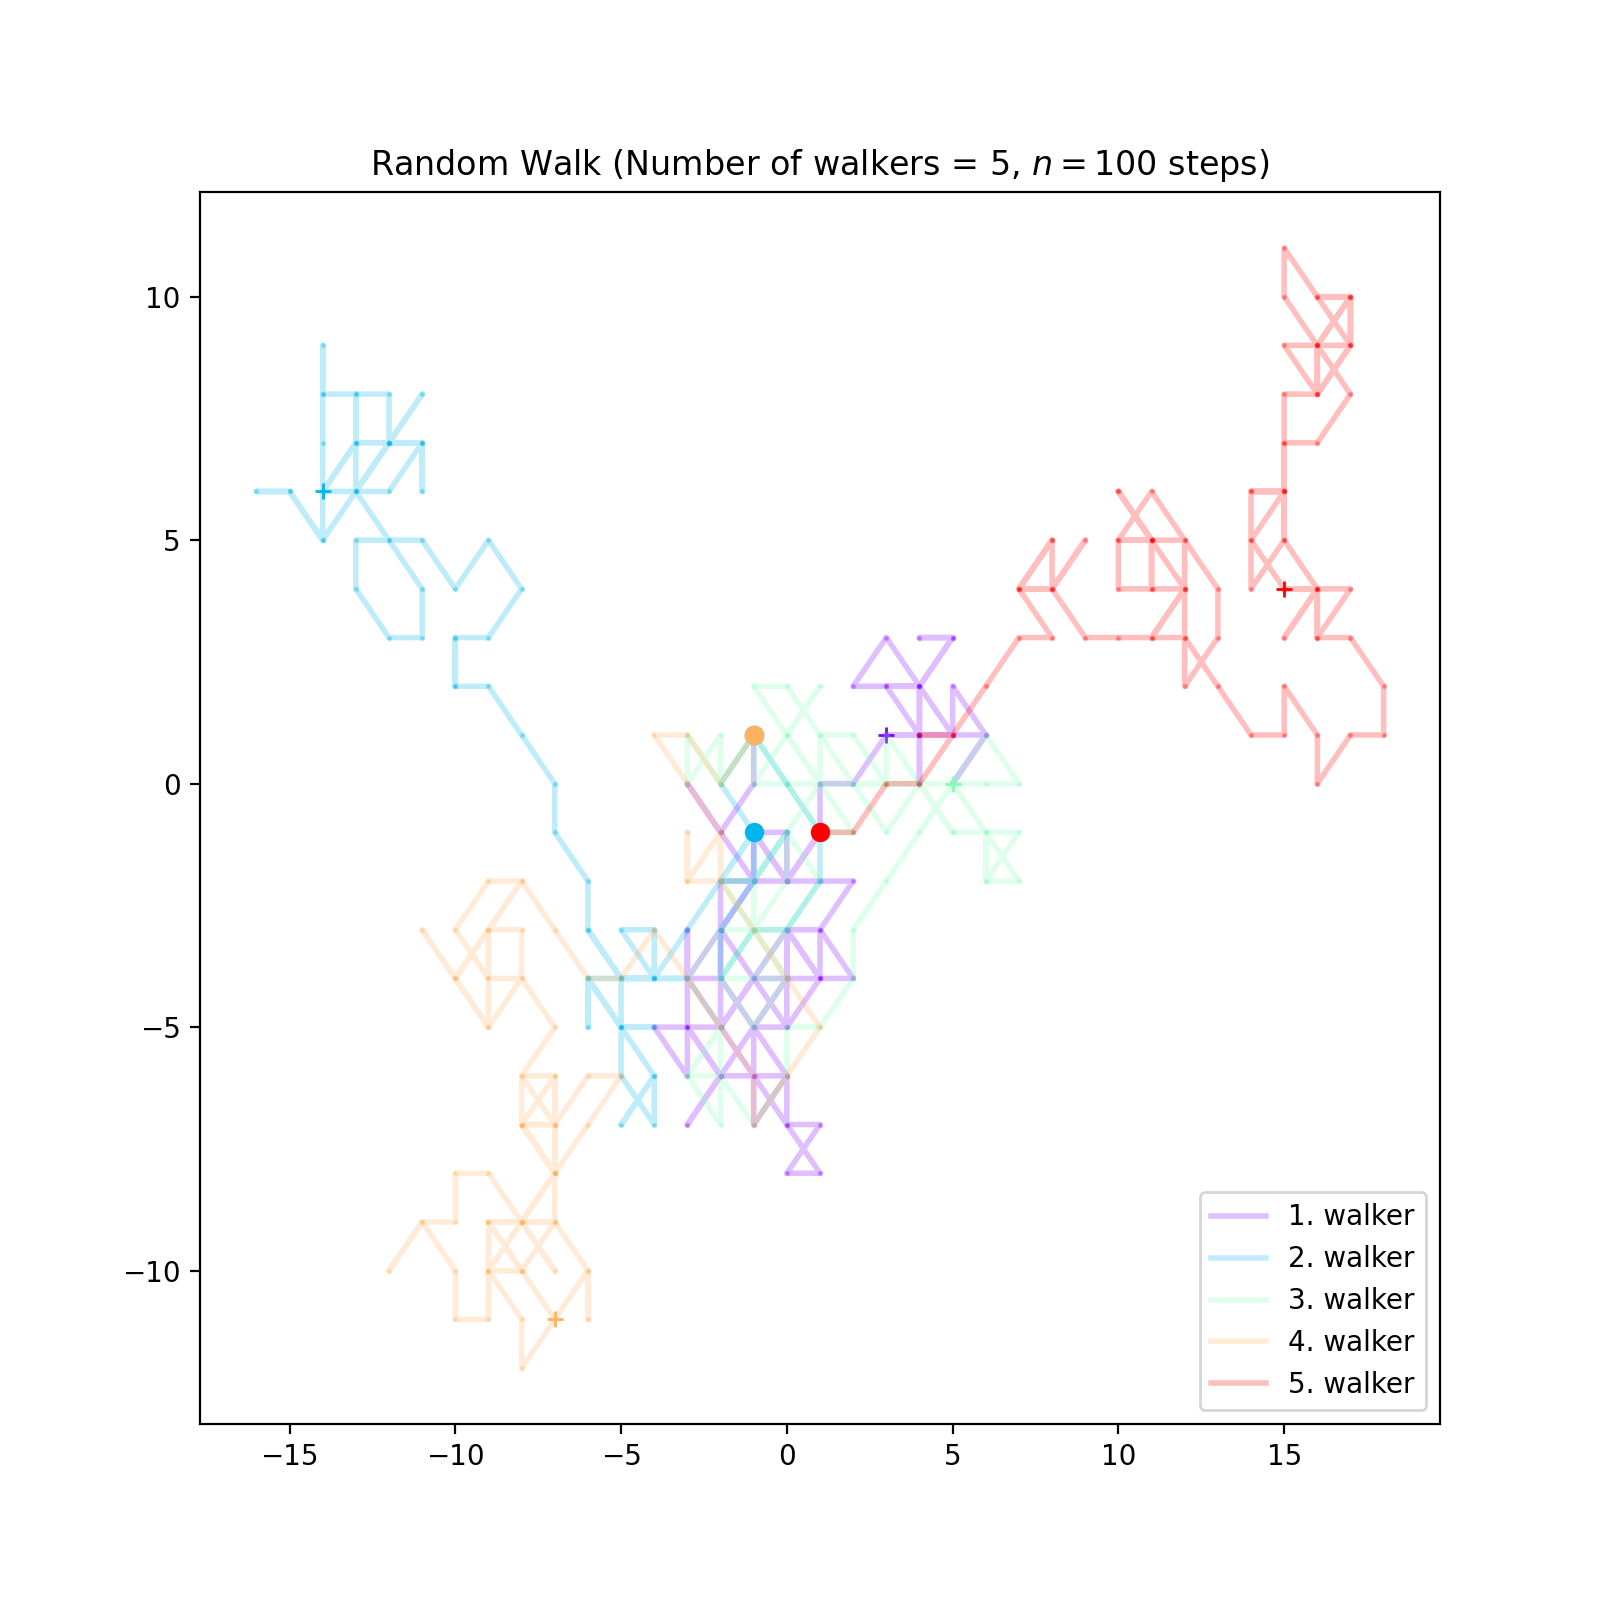 Random Walk (Number of walkers = 5, n = 100 steps)
10
5
0
−5
−10
−15 −10 −5 0 5 10 15
1. walker
2. walker
3. walker
4. walker
5. walker